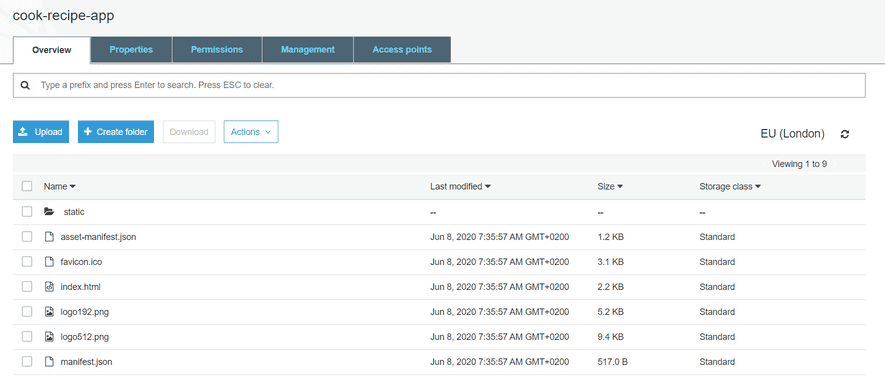 cook-recipe-app
Overview Properties Permissions Management Access points
Type a prefix and press Enter to search. Press ESC to clear.
Upload Create folder Download Actions EU (London)
Viewing 1 to 9
Name Last modified Size Storage class
static -- -- --
asset-manifest.json Jun 8, 2020 7:35:57 AM GMT+0200 1.2 KB Standard
favicon.ico Jun 8, 2020 7:35:57 AM GMT+0200 3.1 KB Standard
index.html Jun 8, 2020 7:35:57 AM GMT+0200 2.2 KB Standard
logo192.png Jun 8, 2020 7:35:57 AM GMT+0200 5.2 KB Standard
logo512.png Jun 8, 2020 7:35:57 AM GMT+0200 9.4 KB Standard
manifest.json Jun 8, 2020 7:35:57 AM GMT+0200 517.0 B Standard